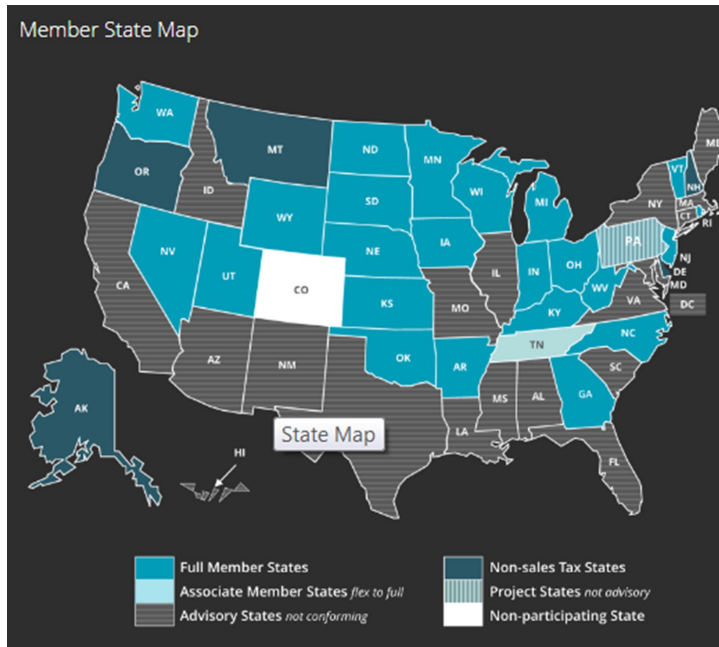 Member State Map
WA
MT
ND
MN
OR
ID
SD
WI
MI
WY
IA
NE
NV
UT
CO
KS
CA
AZ
NM
OK
MO
IL
IN
OH
KY
WV
PA
NY
VT
NH
MA
CT
RI
NJ
DE
MD
DC
VA
NC
TN
SC
AR
MS
AL
GA
LA
FL
AK
HI
State Map
Full Member States
Associate Member States flex to full
Advisory States not conforming
Non-sales Tax States
Project States not advisory
Non-participating State